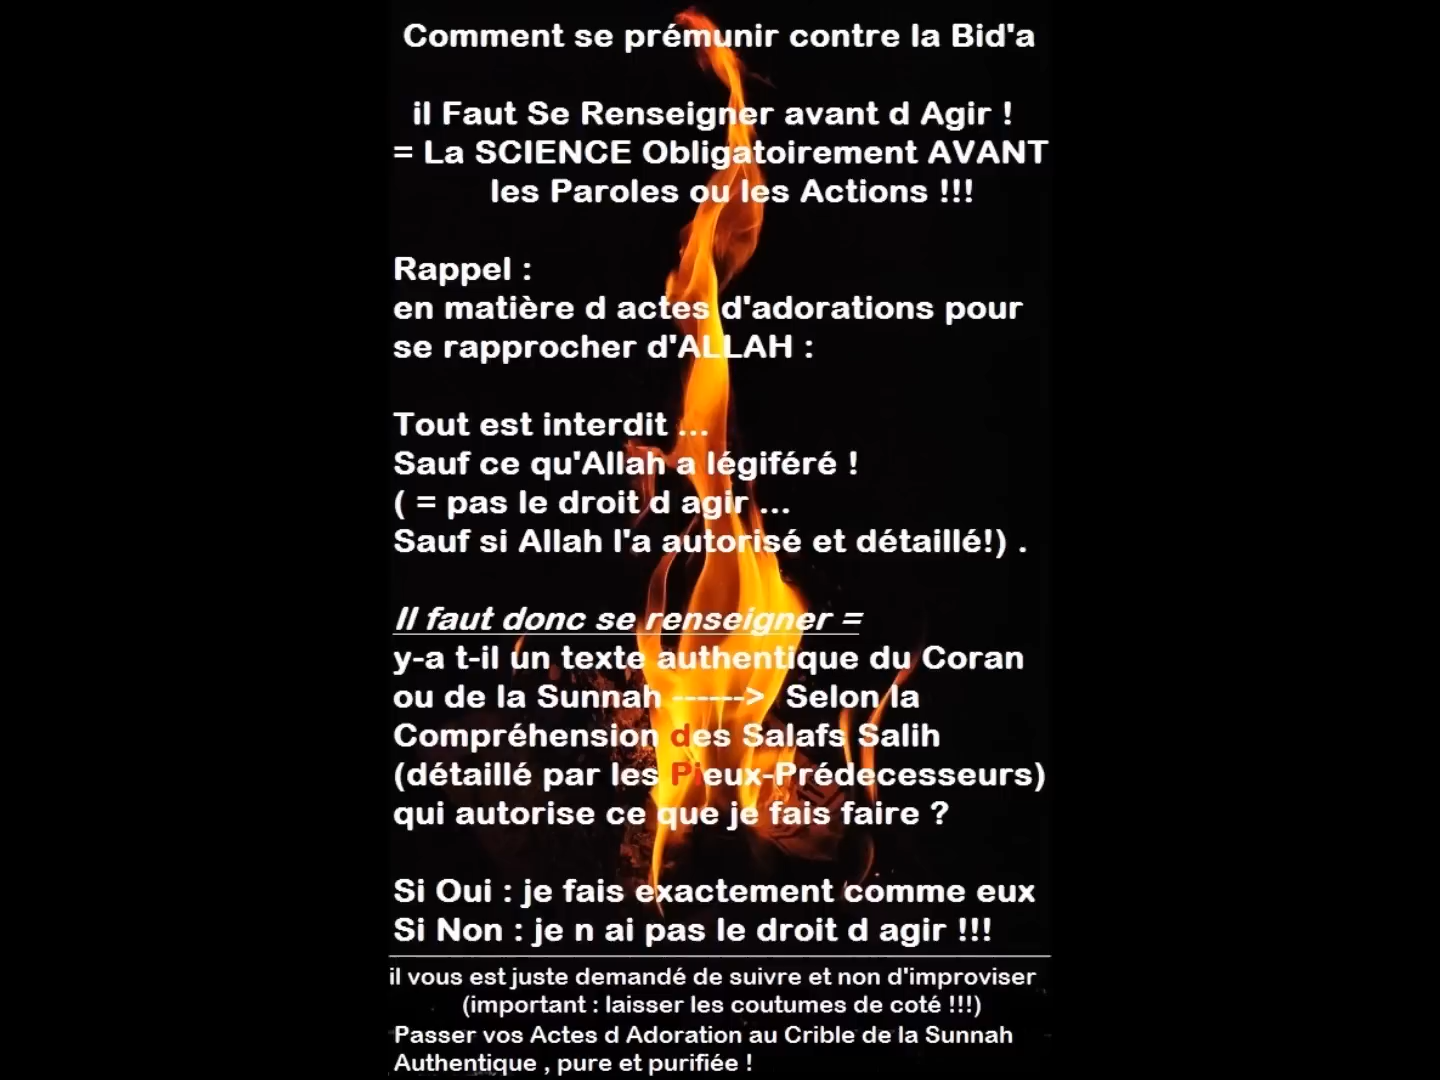 Comment se prémunir contre la Bid'a
il Faut Se Renseigner avant d Agir !
= La SCIENCE Obligatoirement AVANT
les Paroles ou les Actions !!!
Rappel :
en matière d actes d'adorations pour
se rapprocher d'ALLAH :
Tout est interdit ...
Sauf ce qu'Allah a légiféré !
( = pas le droit d agir ...
Sauf si Allah l'a autorisé et détaillé!) .
Il faut donc se renseigner =
y-a t-il un texte authentique du Coran
ou de la Sunnah ------> Selon la
Compréhension des Salafs Salih
(détaillé par les Pieux-Prédecesseurs)
qui autorise ce que je fais faire ?
Si Oui : je fais exactement comme eux
Si Non : je n ai pas le droit d agir !!!
il vous est juste demandé de suivre et non d'improviser
(important : laisser les coutumes de coté !!!)
Passer vos Actes d Adoration au Crible de la Sunnah
Authentique , pure et purifiée !